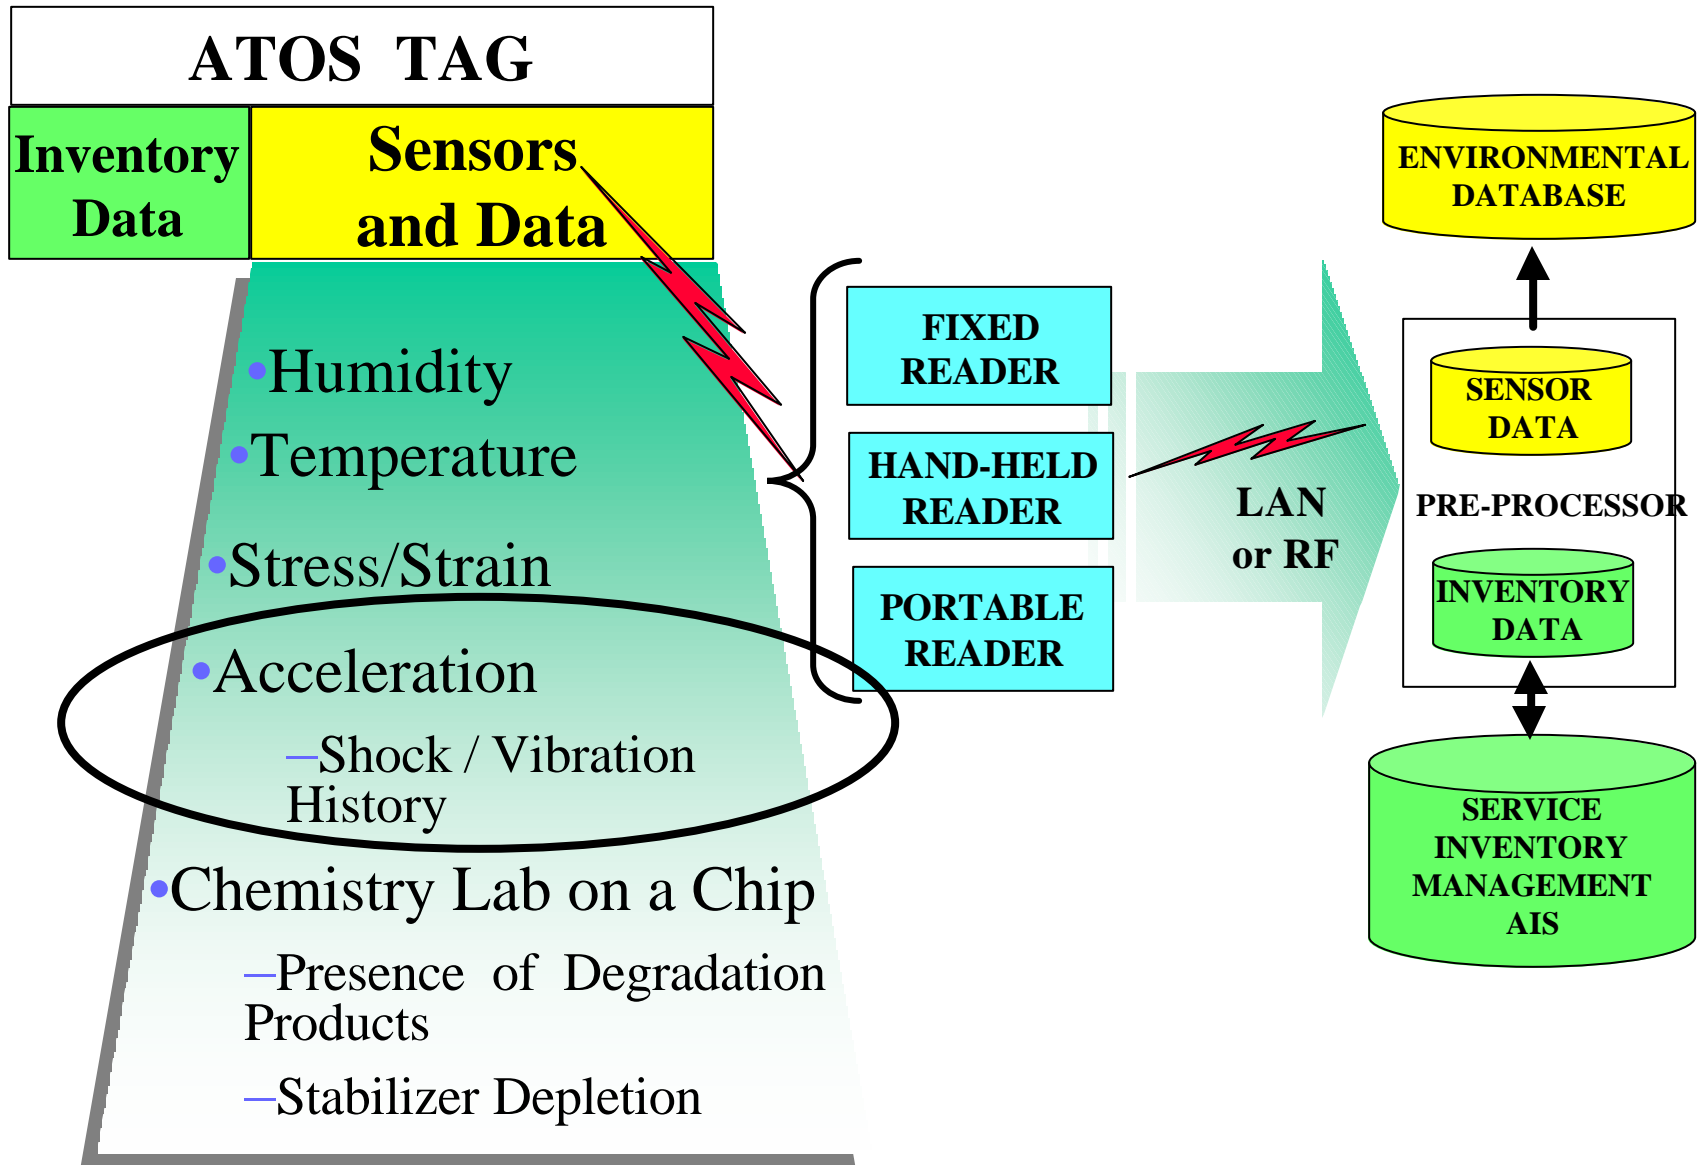 ATOS TAG
Inventory
Data
Sensors
and Data
•Humidity
•Temperature
•Stress/Strain
•Acceleration
–Shock / Vibration
History
•Chemistry Lab on a Chip
–Presence of Degradation
Products
–Stabilizer Depletion
FIXED
READER
HAND-HELD
READER
PORTABLE
READER
LAN
or RF
ENVIRONMENTAL
DATABASE
SENSOR
DATA
PRE-PROCESSOR
INVENTORY
DATA
SERVICE
INVENTORY
MANAGEMENT
AIS